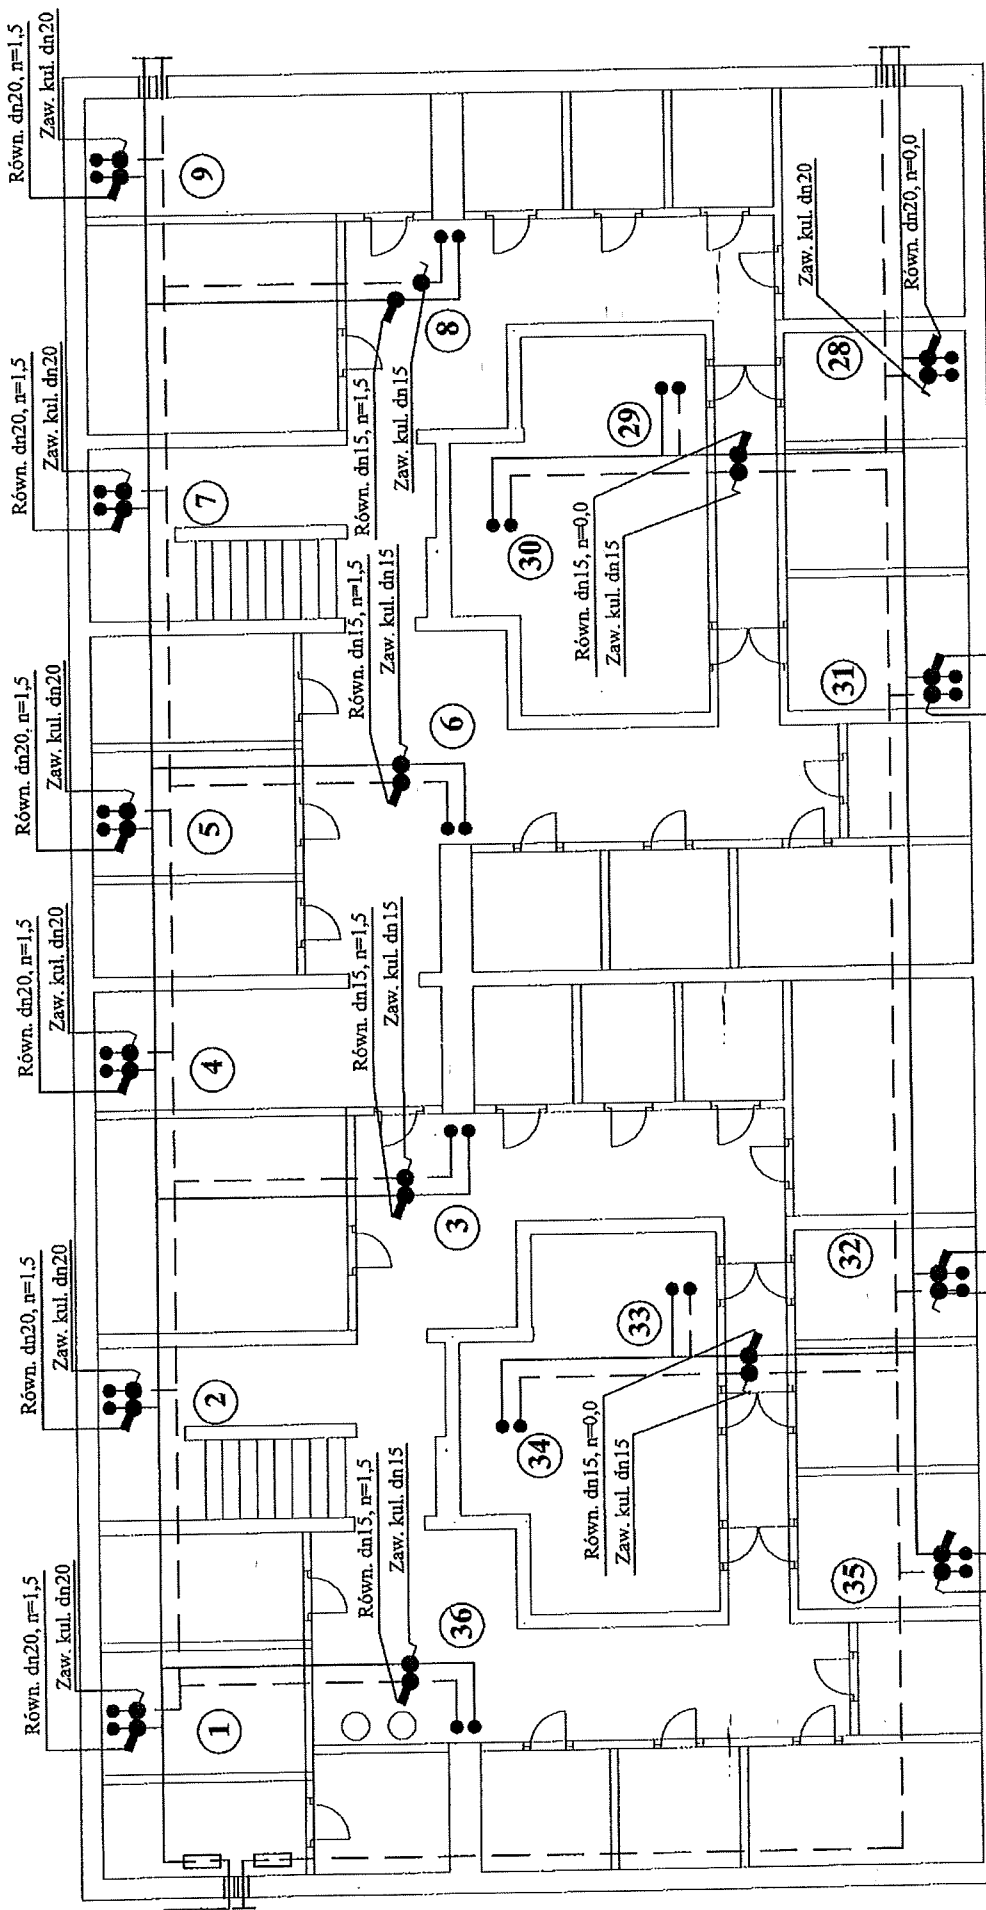 Równ. dn20, n=1,5
Zaw. kul. dn20
Równ. dn20, n=1,5
Zaw. kul. dn20
Równ. dn20, n=1,5
Zaw. kul. dn20
Równ. dn20, n=1,5
Zaw. kul. dn20
Równ. dn20, n=1,5
Zaw. kul. dn20
Równ. dn20, n=1,5
Zaw. kul. dn20
1
2
4
5
7
9
Równ. dn15, n=1,5
Zaw. kul. dn15
Równ. dn15, n=1,5
Zaw. kul. dn15
Równ. dn15, n=1,5
Zaw. kul. dn15
Równ. dn15, n=1,5
Zaw. kul. dn15
36
3
6
8
34
33
30
29
Równ. dn15, n=0,0
Zaw. kul. dn15
Równ. dn15, n=0,0
Zaw. kul. dn15
35
32
31
28
Zaw. kul. dn20
Równ. dn20, n=0,0